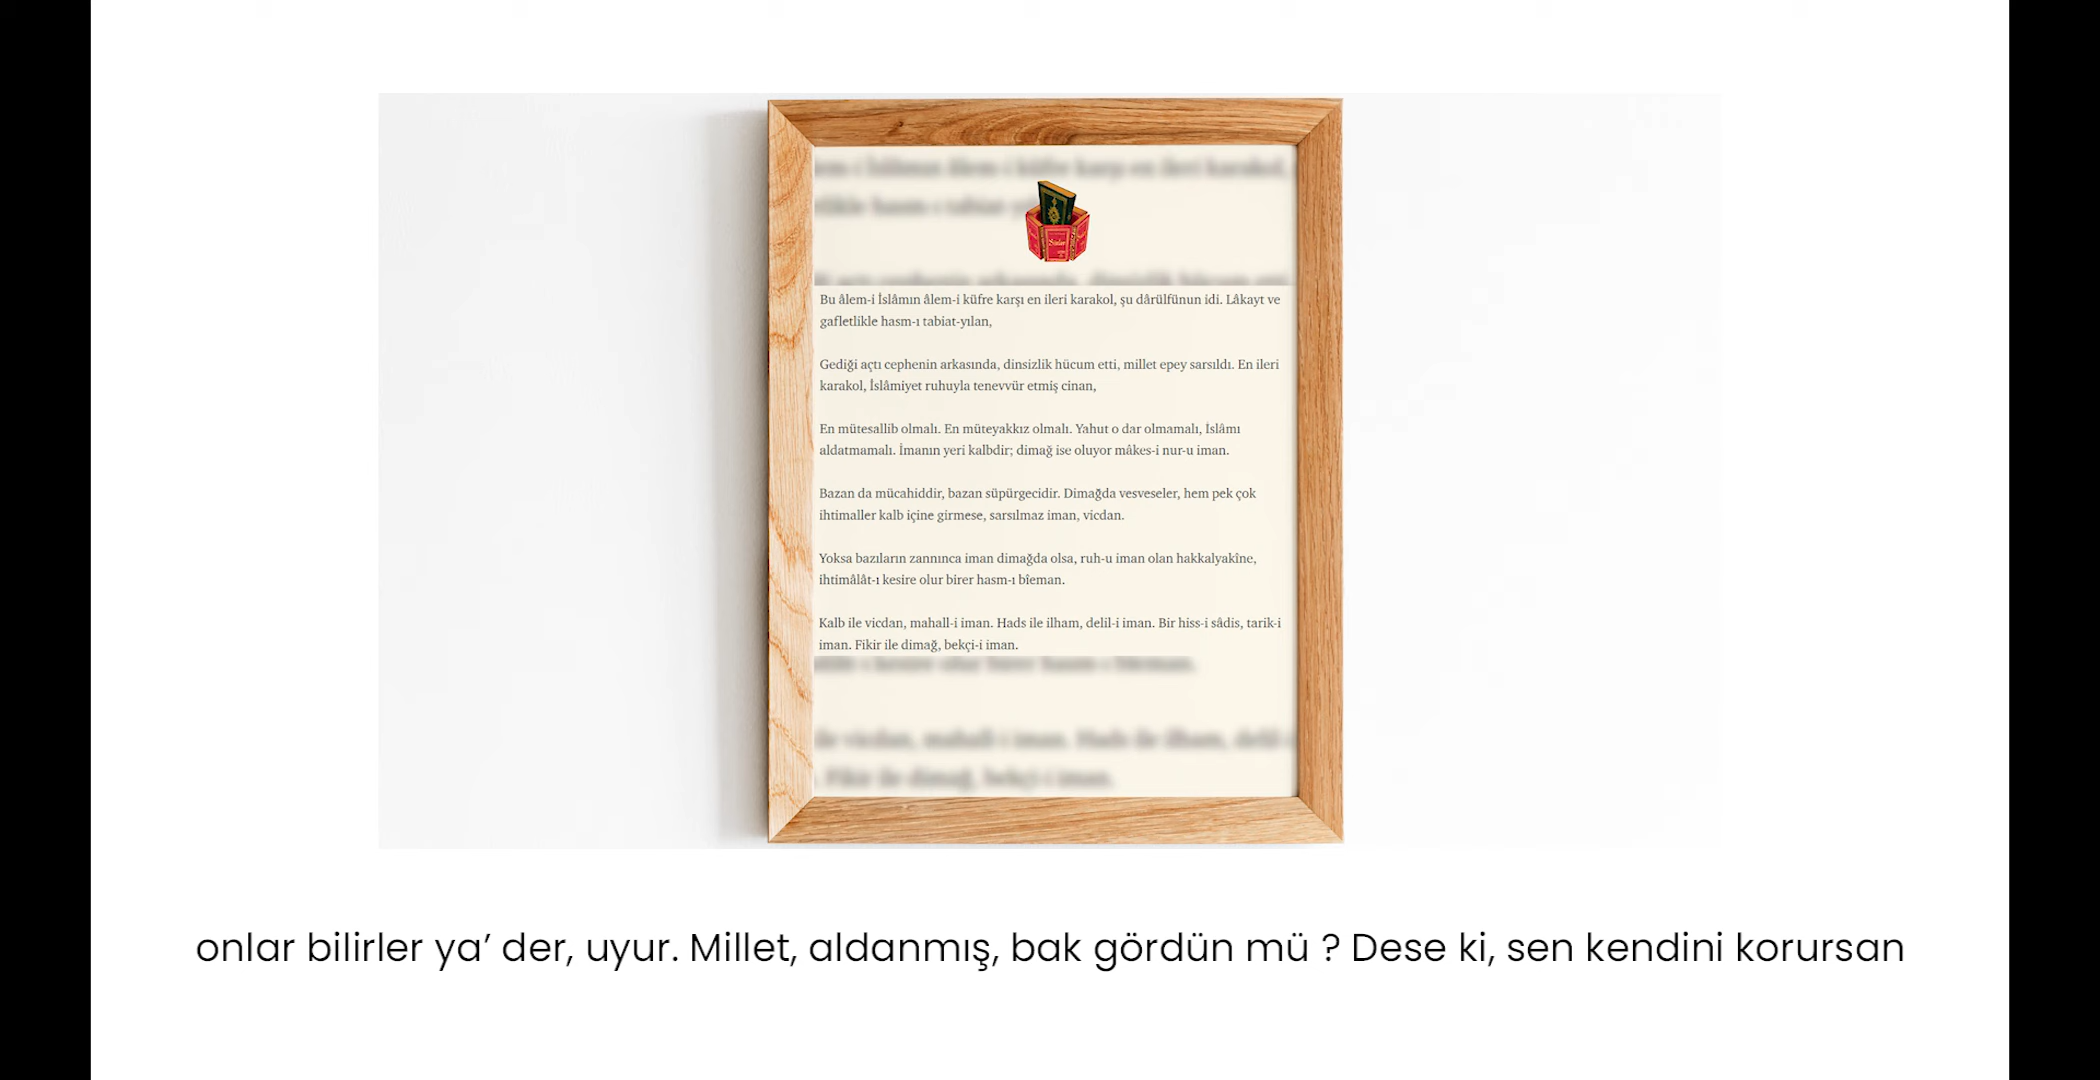 Sözler
Bu âlem-i İslâmın âlem-i küfre karşı en ileri karakol, şu dârülfünun idi. Lâkayt ve
gafletlikle hasm-ı tabiat-yılan,
Gediği açtı cephenin arkasında, dinsizlik hücum etti, millet epey sarsıldı. En ileri
karakol, İslâmiyet ruhuyla tenevvür etmiş cinan,
En mütesallib olmalı. En müteyakkız olmalı. Yahut o dar olmamalı, İslâmı
aldatmamalı. İmanın yeri kalbdir; dimağ ise oluyor mâkes-i nur-u iman.
Bazan da mücahiddir, bazan süpürgecidir. Dimağda vesveseler, hem pek çok
ihtimaller kalb içine girmese, sarsılmaz iman, vicdan.
Yoksa bazıların zannınca iman dimağda olsa, ruh-u iman olan hakkalyakîne,
ihtimâlât-ı kesire olur birer hasm-ı bîeman.
Kalb ile vicdan, mahall-i iman. Hads ile ilham, delil-i iman. Bir hiss-i sâdis, tarik-i
iman. Fikir ile dimağ, bekçi-i iman.
onlar bilirler ya’ der, uyur. Millet, aldanmış, bak gördün mü ? Dese ki, sen kendini korursan